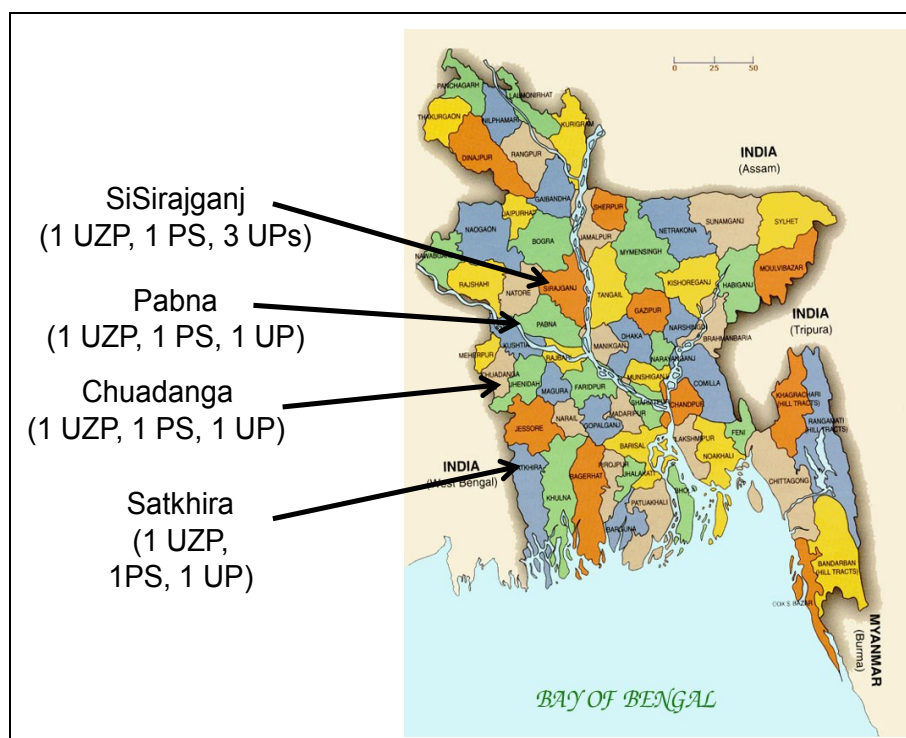 SiSirajganj
(1 UZP, 1 PS, 3 UPs)
Pabna
(1 UZP, 1 PS, 1 UP)
Chuadanga
(1 UZP, 1 PS, 1 UP)
Satkhira
(1 UZP,
1PS, 1 UP)
0 25 50
PANCHAGARH
LALMONIRHAT
THAKURGAON
NILPHAMARI
KURIGRAM
DINAJPUR
RANGPUR
INDIA
(Assam)
GAIBANDHA
JAIPURHAT
SHERPUR
NAOGAON
BOGRA
JAMALPUR
NETRAKONA
SUNAMGANJ
SYLHET
MYMENSINGH
NAWABGA
RAJSHAHI
NATORE
SIRAJGANJ
TANGAIL
KISHOREGANJ
HABIGANJ
MOULVIBAZAR
GAZIPUR
PABNA
INDIA
(Tripura)
KUSHTIA
MANIKGANJ
DHAKA
NARSHINGDI
BRAHMANBARIA
MEHERPUR
RAJBARI
NARAYANGANJ
CHUADANGA
JHENIDAH
MAGURA
FARIDPUR
MUNSHIGANJ
COMILLA
KHAGRACHARI
(HILL TRACTS)
SHARIATPUR
CHANDPUR
RANGAMATI
(HILL TRACTS)
JESSORE
NARAIL
GOPALGANJ
MADARIPUR
FENI
BARISAL
LAKSHMIPUR
NOAKHALI
INDIA
(West Bengal)
ATKHIRA
KHULNA
BAGERHAT
PIROJPUR
JHALAKATI
BHOLA
CHITTAGONG
PATUAKHALI
BARGUNA
BANDARBAN
(HILL TRACTS)
COX S BAZAR
MYANMAR
(Burma)
BAY OF BENGAL